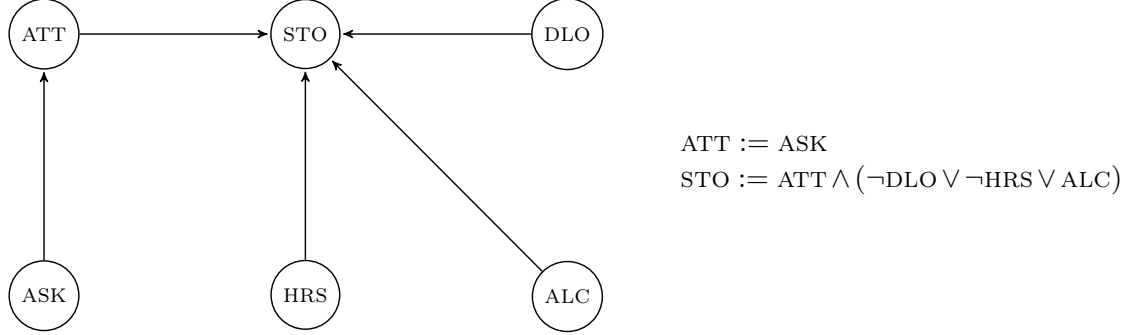 ATT STO DLO
ATT := ASK
STO := ATT ∧ (¬DLO ∨ ¬HRS ∨ ALC)
ASK HRS ALC